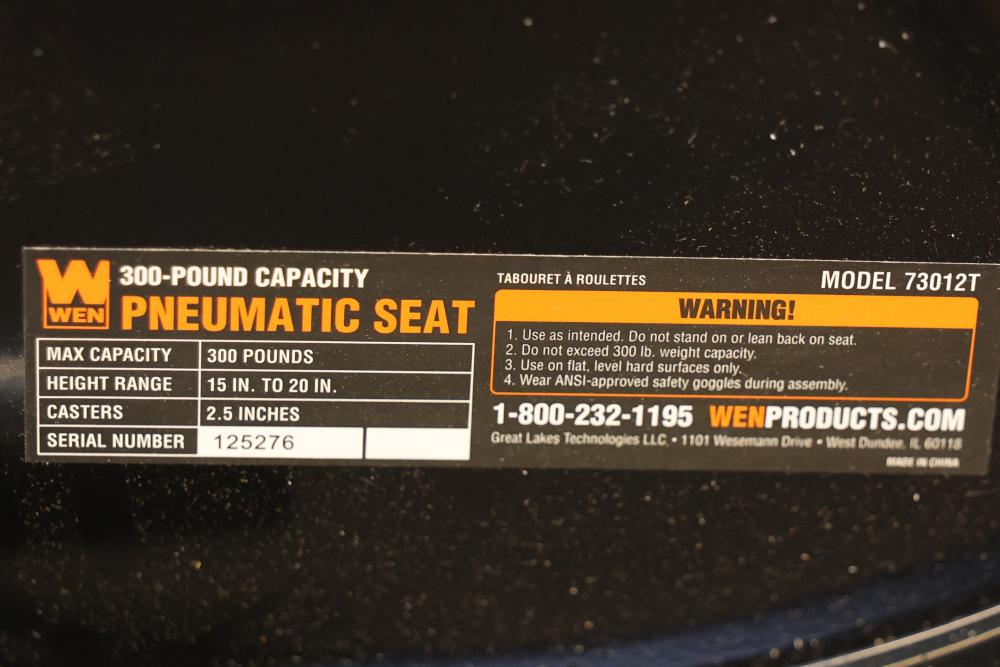 W
WEN
300-POUND CAPACITY
PNEUMATIC SEAT
MAX CAPACITY 300 POUNDS
HEIGHT RANGE 15 IN. TO 20 IN.
CASTERS 2.5 INCHES
SERIAL NUMBER 125276
TABOURET À ROULETTES
MODEL 73012T
WARNING!
1. Use as intended. Do not stand on or lean back on seat.
2. Do not exceed 300 lb. weight capacity.
3. Use on flat, level hard surfaces only.
4. Wear ANSI-approved safety goggles during assembly.
1-800-232-1195 WENPRODUCTS.COM
Great Lakes Technologies LLC. • 1101 Wesemann Drive • West Dundee, IL 60118
MADE IN CHINA